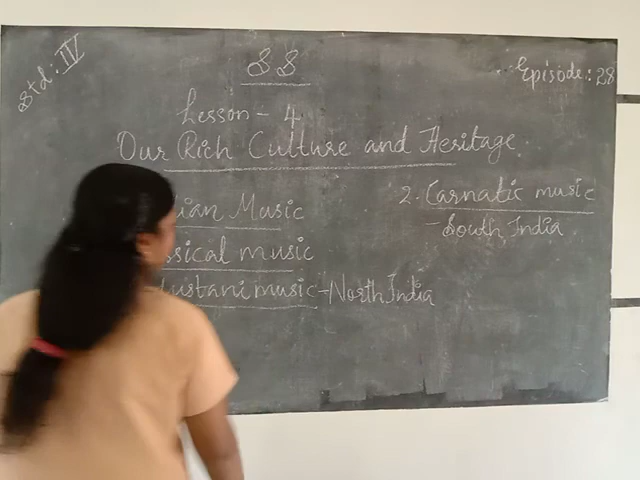 Std: IV
SS
Episode: 28
Lesson - 4
Our Rich Culture and Heritage
Music
music
music - North India
2. Carnatic music
- South India